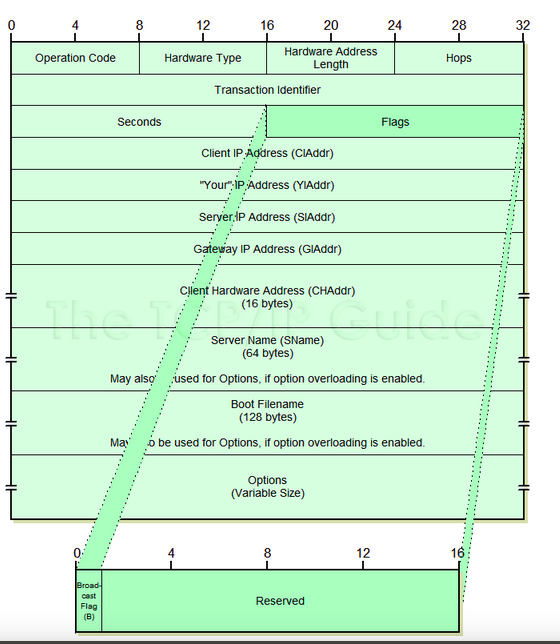 0 4 8 12 16 20 24 28 32
Operation Code Hardware Type Hardware Address Length Hops
Transaction Identifier
Seconds Flags
Client IP Address (CIAddr)
"Your" IP Address (YIAddr)
Server IP Address (SIAddr)
Gateway IP Address (GIAddr)
Client Hardware Address (CHAddr)
(16 bytes)
The TCP/IP Guide
Server Name (SName)
(64 bytes)
May also used for Options, if option overloading is enabled.
Boot Filename
(128 bytes)
May o be used for Options, if option overloading is enabled.
Options
(Variable Size)
0 4 8 12 16
Broad-
cast
Flag
(B)
Reserved